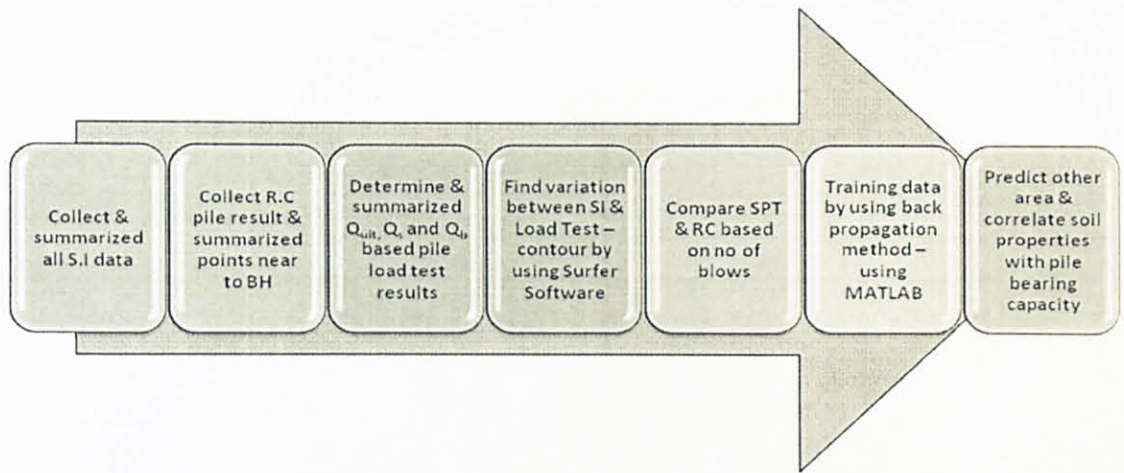 Collect &
summarized
all S.I data
Collect R.C
pile result &
summarized
points near
to BH
Determine &
summarized
Qult, Qs and Qb
based pile
load test
results
Find variation
between SI &
Load Test –
contour by
using Surfer
Software
Compare SPT
& RC based
on no of
blows
Training data
by using back
propagation
method –
using
MATLAB
Predict other
area &
correlate soil
properties
with pile
bearing
capacity